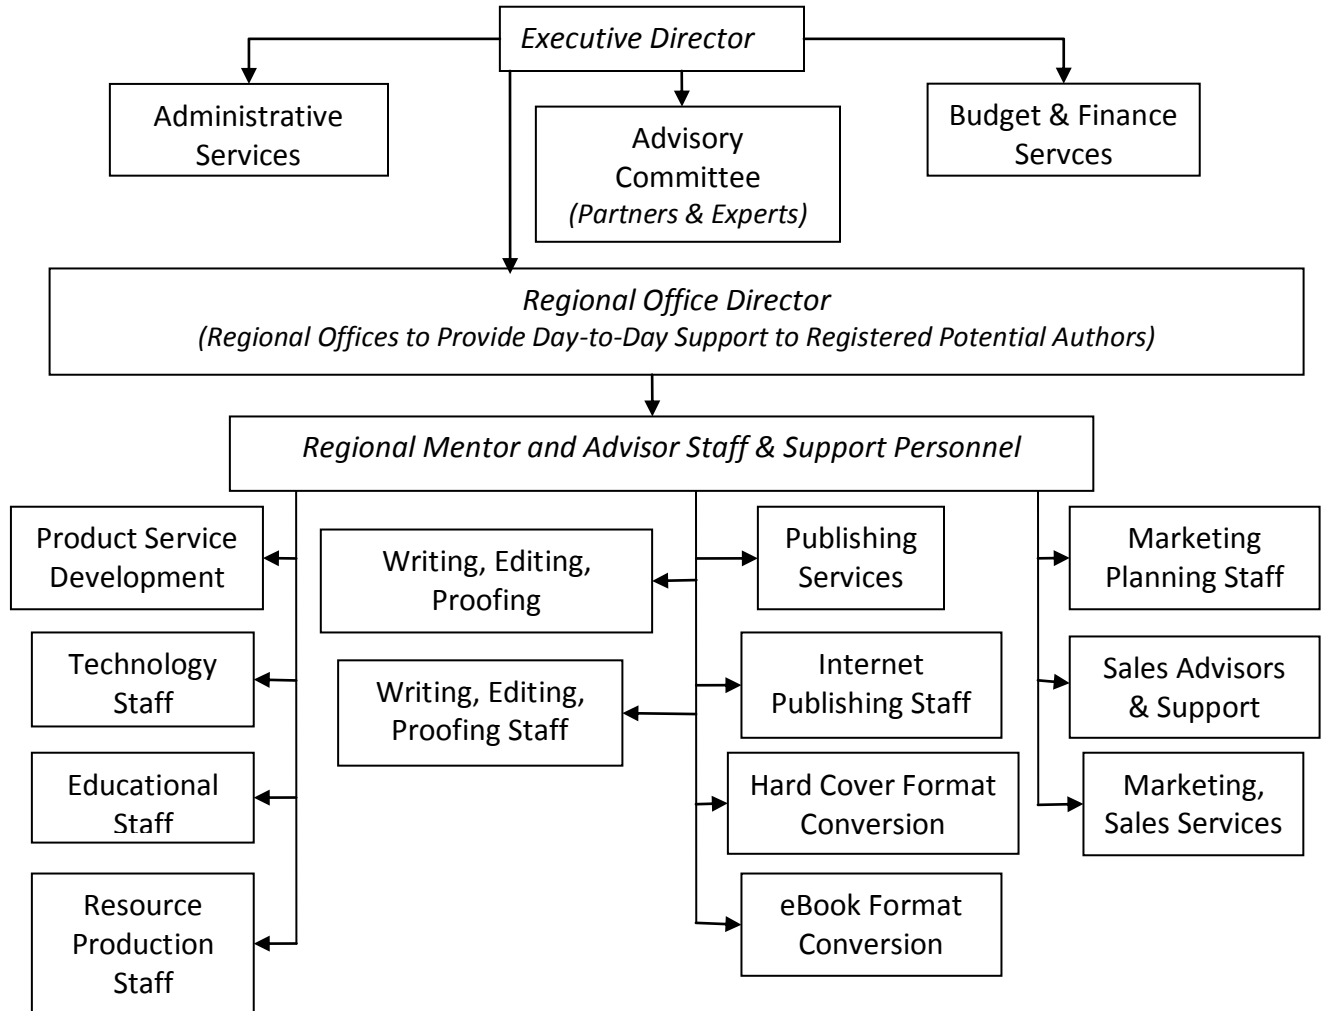 Executive Director
Administrative
Services
Advisory
Committee
(Partners & Experts)
Budget & Finance
Servces
Regional Office Director
(Regional Offices to Provide Day-to-Day Support to Registered Potential Authors)
Regional Mentor and Advisor Staff & Support Personnel
Product Service
Development
Technology
Staff
Educational
Staff
Resource
Production
Staff
Writing, Editing,
Proofing
Writing, Editing,
Proofing Staff
Publishing
Services
Internet
Publishing Staff
Hard Cover Format
Conversion
eBook Format
Conversion
Marketing
Planning Staff
Sales Advisors
& Support
Marketing,
Sales Services